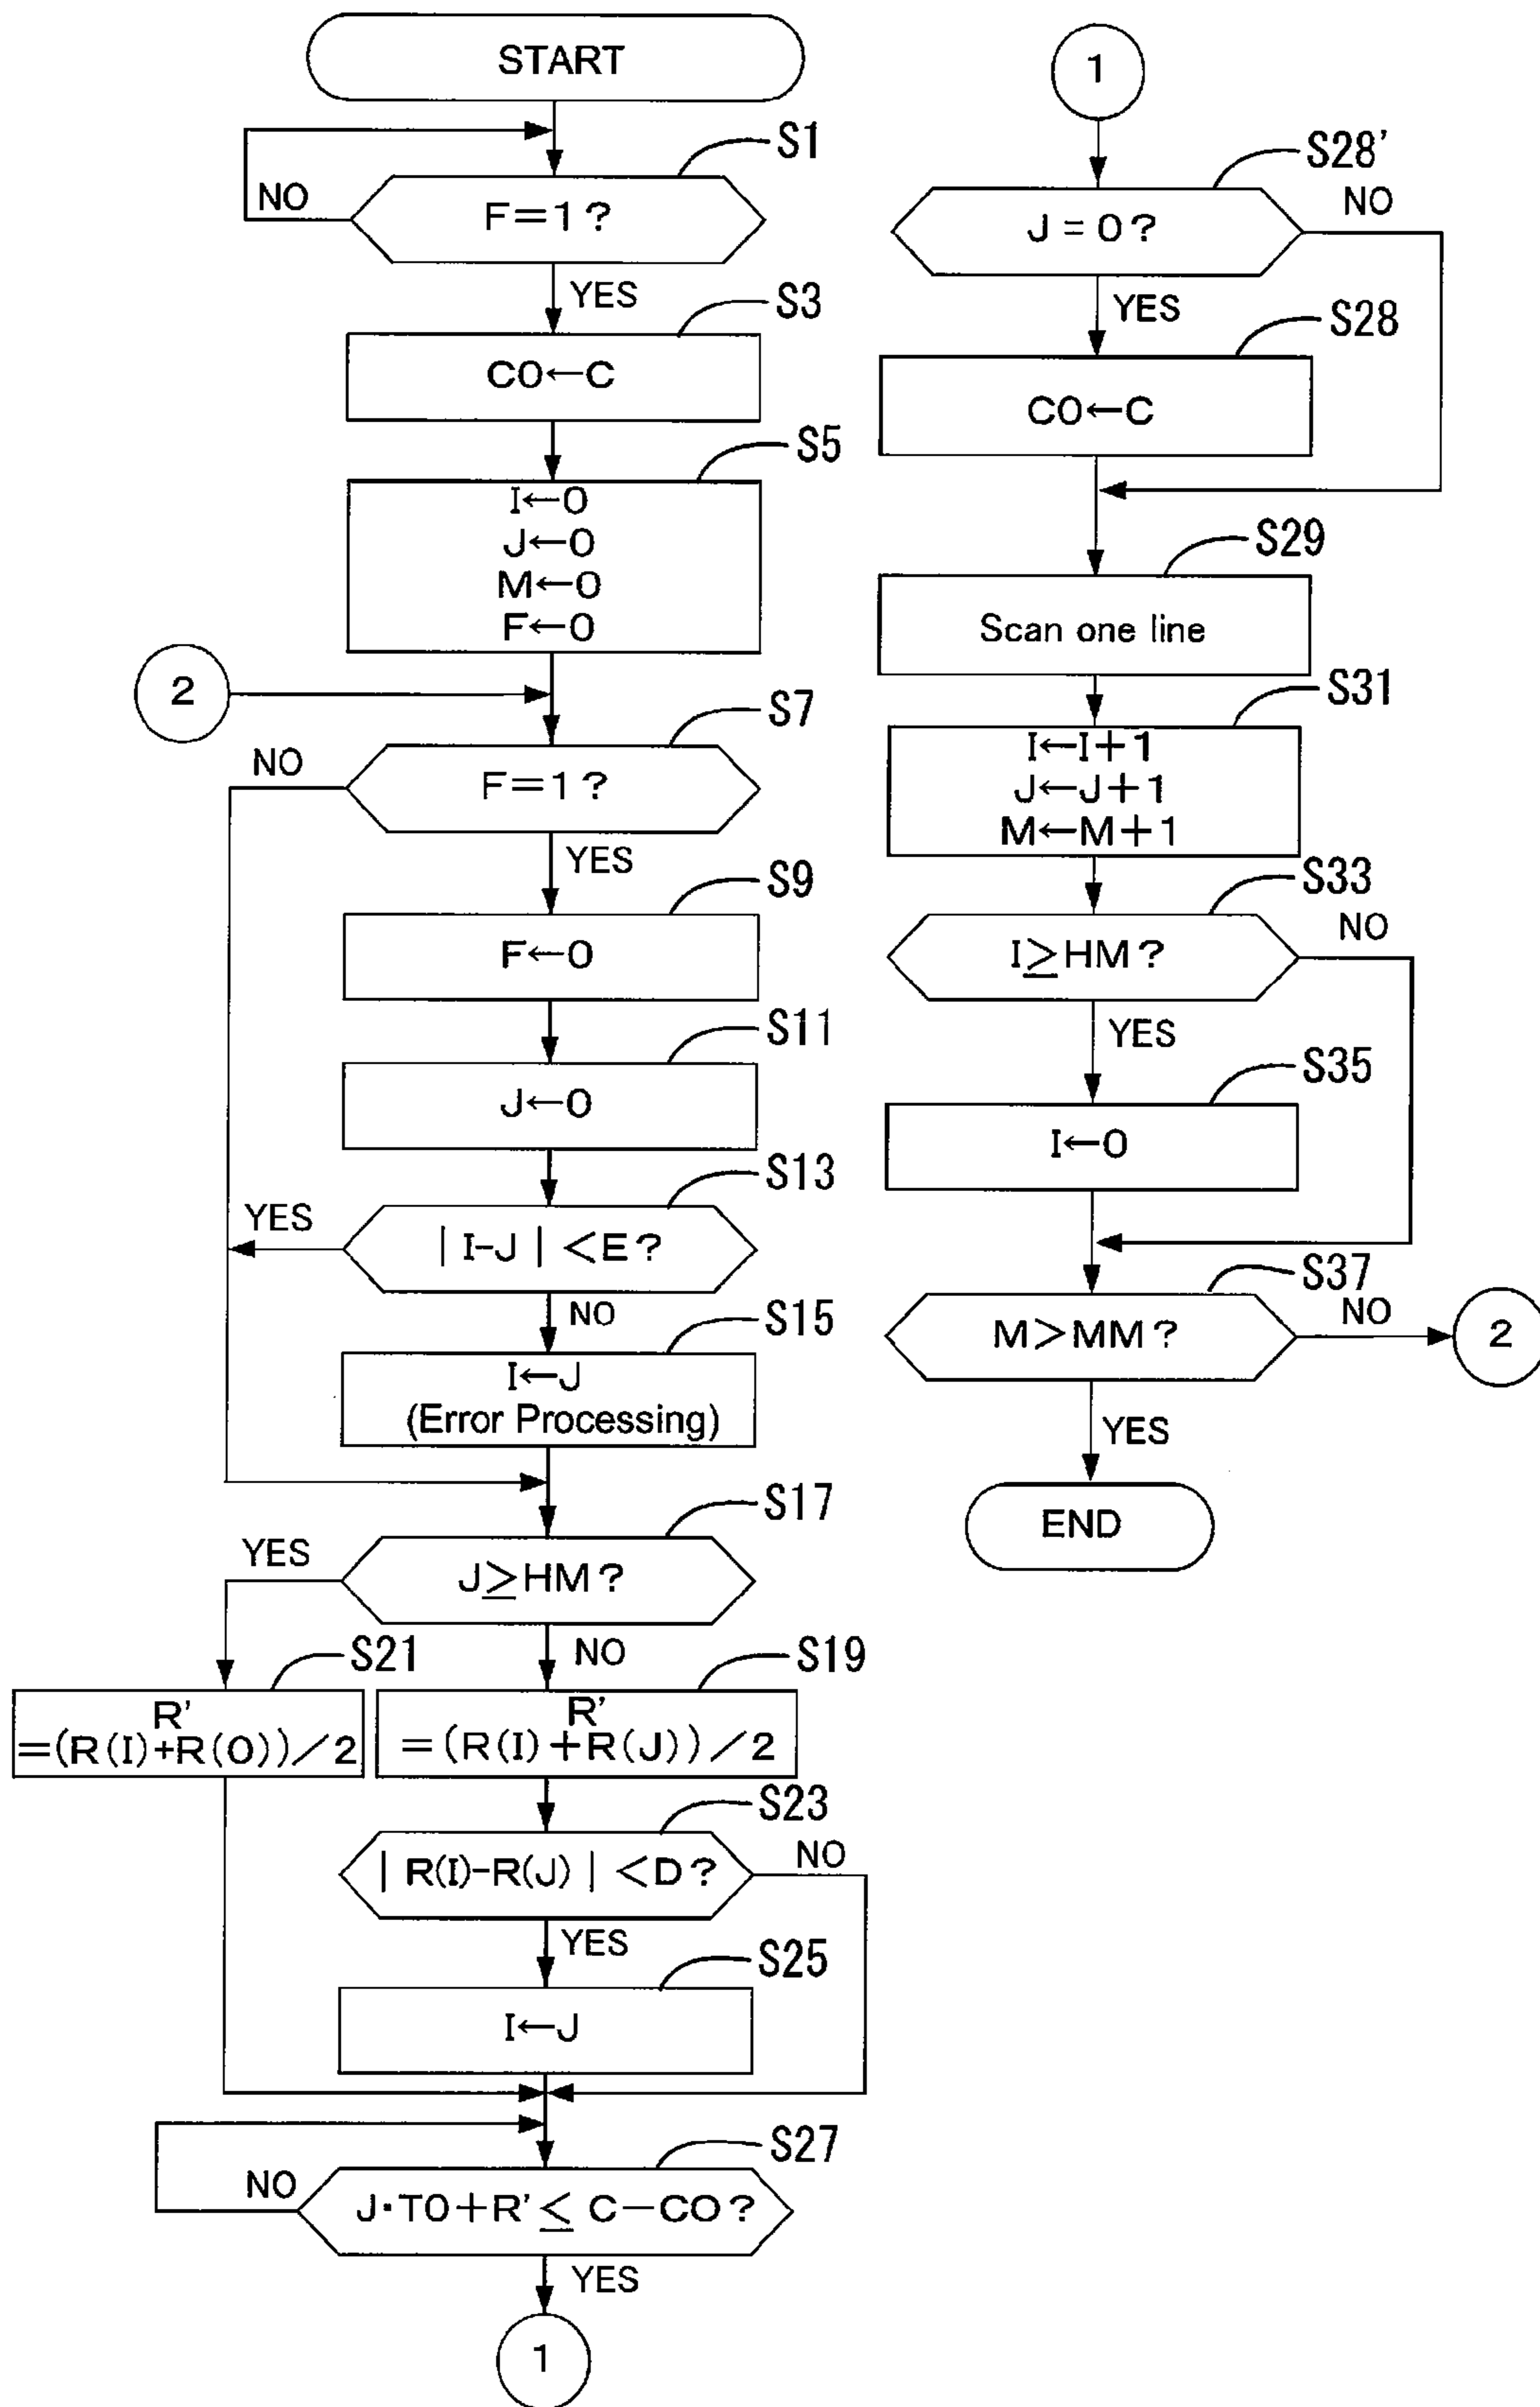 START
S1
NO
F=1?
YES
S3
C0←C
S5
I←0
J←0
M←0
F←0
2
S7
NO
F=1?
YES
S9
F←0
S11
J←0
S13
YES
| I-J | <E?
NO
S15
I←J
(Error Processing)
S17
YES
J≧HM?
NO
S21
S19
R'
=(R(I)+R(0))/2
R'
=(R(I)+R(J))/2
S23
| R(I)-R(J) | <D?
NO
YES
S25
I←J
S27
NO
J·T0+R'≦C-C0?
YES
1
1
S28'
NO
J=0?
YES
S28
C0←C
S29
Scan one line
S31
I←I+1
J←J+1
M←M+1
S33
NO
I≧HM?
YES
S35
I←0
S37
M>MM?
NO
2
YES
END